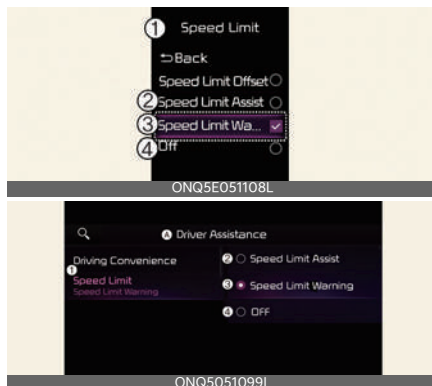 ① Speed Limit
⮌Back
Speed Limit Offset
② Speed Limit Assist
③ Speed Limit Wa...
④ Off
ONQ5E051108L
Ⓐ Driver Assistance
Driving Convenience
② Speed Limit Assist
① Speed Limit
Speed Limit Warning
③ Speed Limit Warning
④ OFF
ONQ5051099L